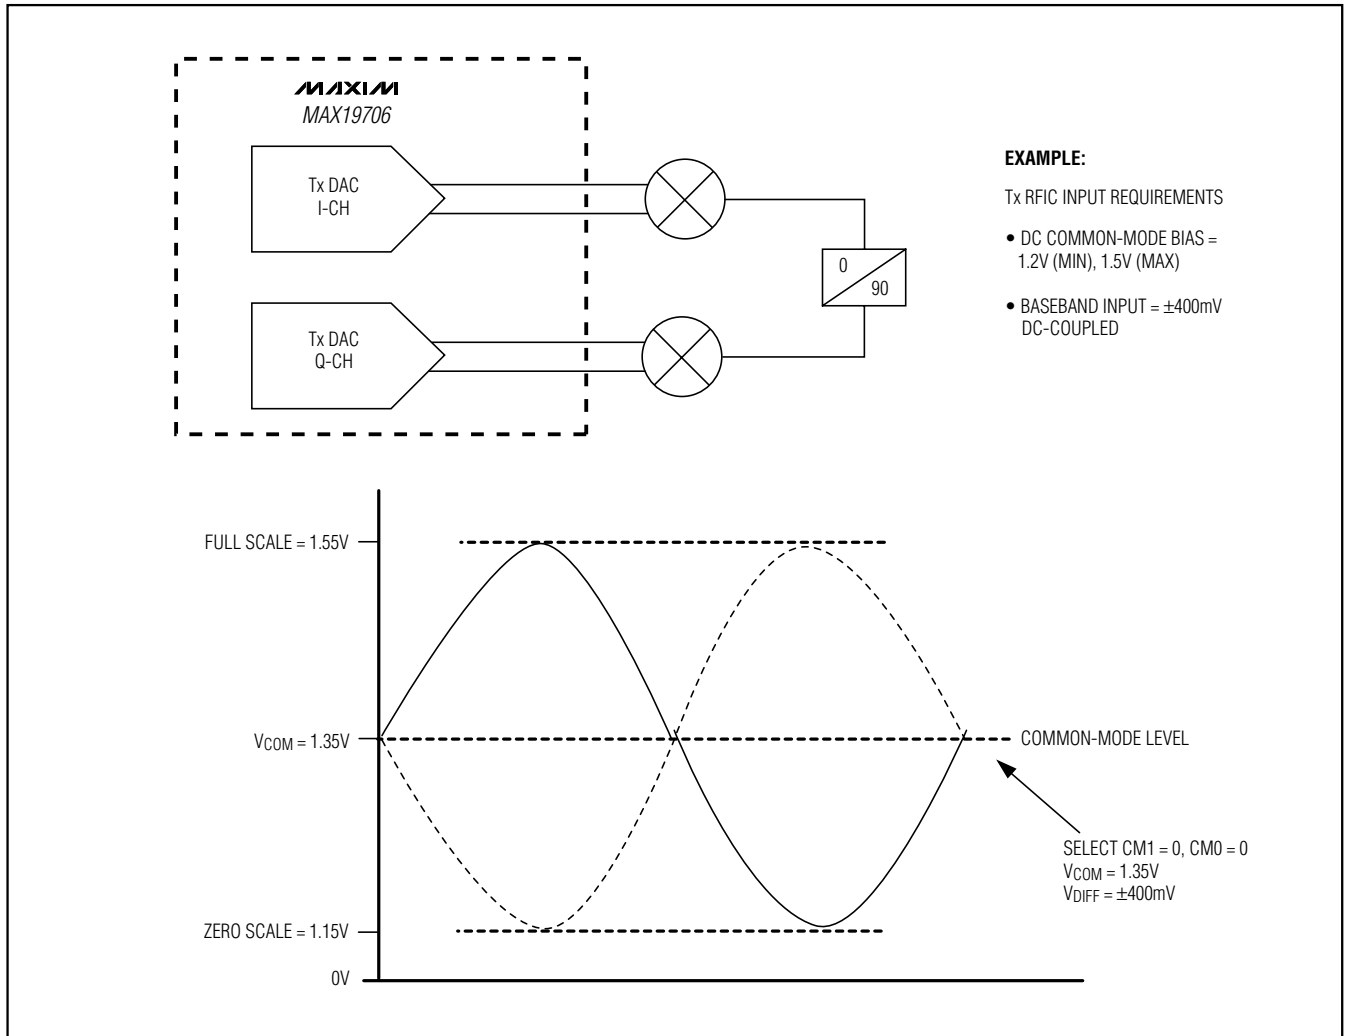 MAXIM
MAX19706
Tx DAC
I-CH
Tx DAC
Q-CH
0
90
EXAMPLE:
Tx RFIC INPUT REQUIREMENTS
• DC COMMON-MODE BIAS =
1.2V (MIN), 1.5V (MAX)
• BASEBAND INPUT = ±400mV
DC-COUPLED
FULL SCALE = 1.55V
VCOM = 1.35V
COMMON-MODE LEVEL
SELECT CM1 = 0, CM0 = 0
VCOM = 1.35V
VDIFF = ±400mV
ZERO SCALE = 1.15V
0V